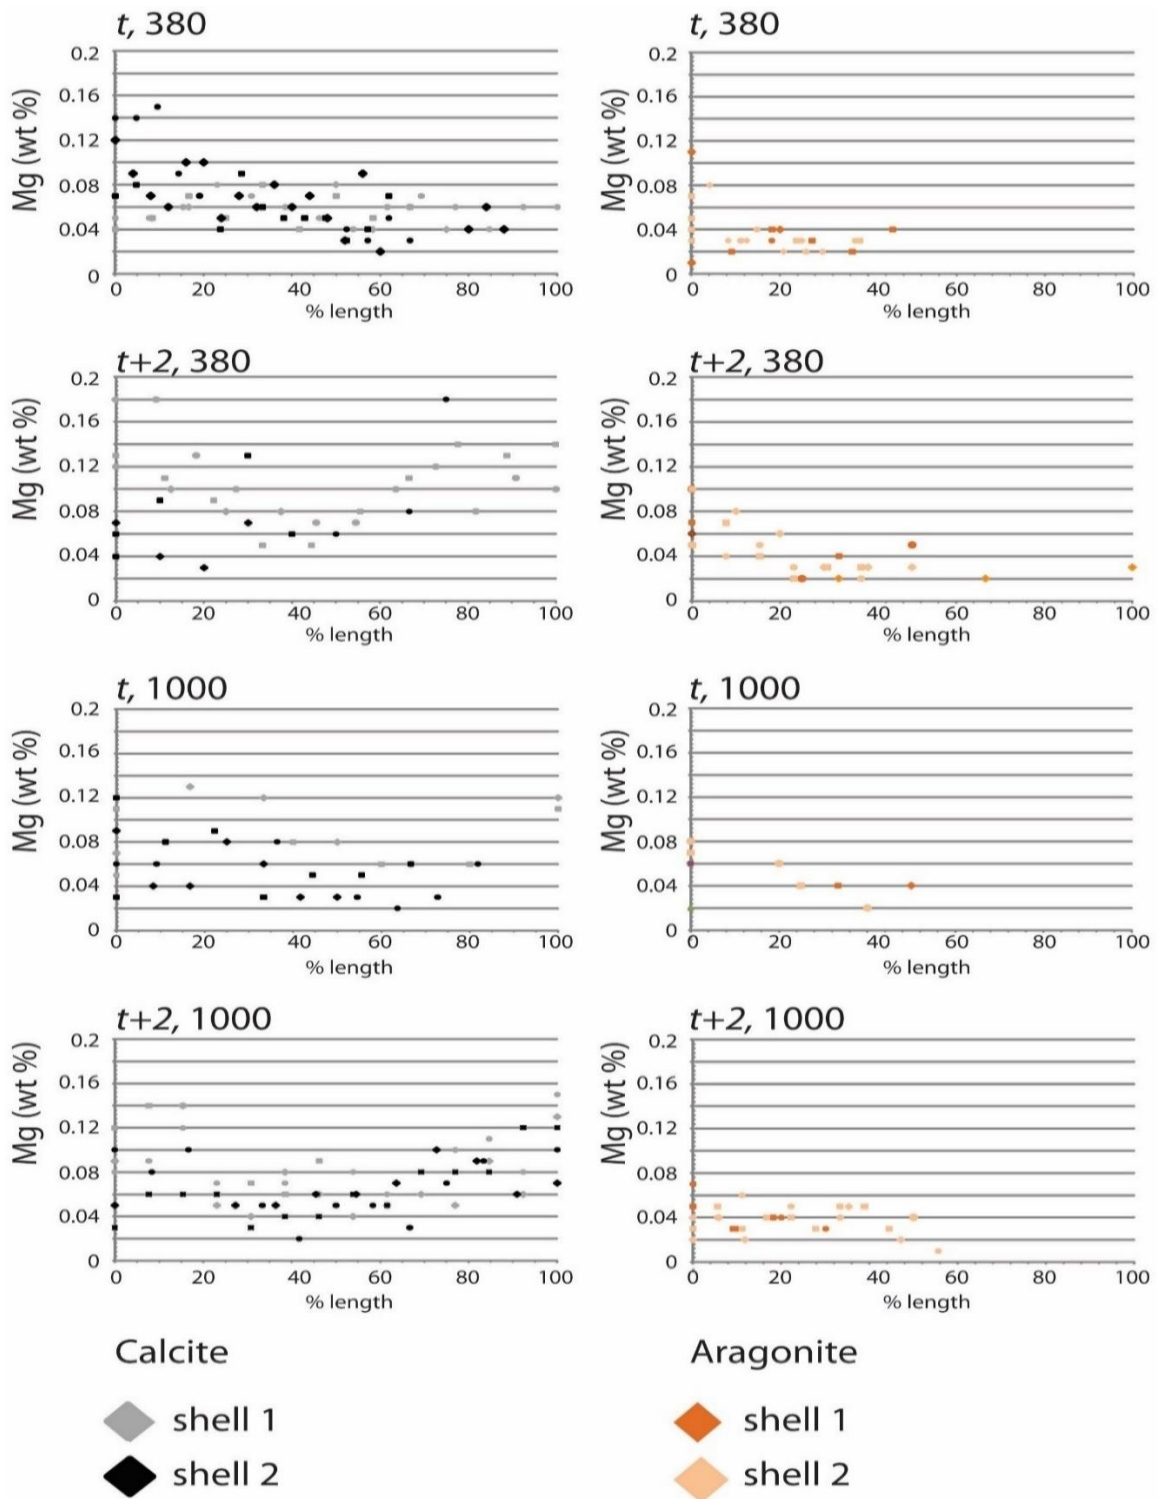 t, 380
0.2
0.16
0.12
0.08
0.04
0
Mg (wt %)
0 20 40 60 80 100
% length
t, 380
0.2
0.16
0.12
0.08
0.04
0
Mg (wt %)
0 20 40 60 80 100
% length
t+2, 380
0.2
0.16
0.12
0.08
0.04
0
Mg (wt %)
0 20 40 60 80 100
% length
t+2, 380
0.2
0.16
0.12
0.08
0.04
0
Mg (wt %)
0 20 40 60 80 100
% length
t, 1000
0.2
0.16
0.12
0.08
0.04
0
Mg (wt %)
0 20 40 60 80 100
% length
t, 1000
0.2
0.16
0.12
0.08
0.04
0
Mg (wt %)
0 20 40 60 80 100
% length
t+2, 1000
0.2
0.16
0.12
0.08
0.04
0
Mg (wt %)
0 20 40 60 80 100
% length
t+2, 1000
0.2
0.16
0.12
0.08
0.04
0
Mg (wt %)
0 20 40 60 80 100
% length
Calcite
shell 1
shell 2
Aragonite
shell 1
shell 2